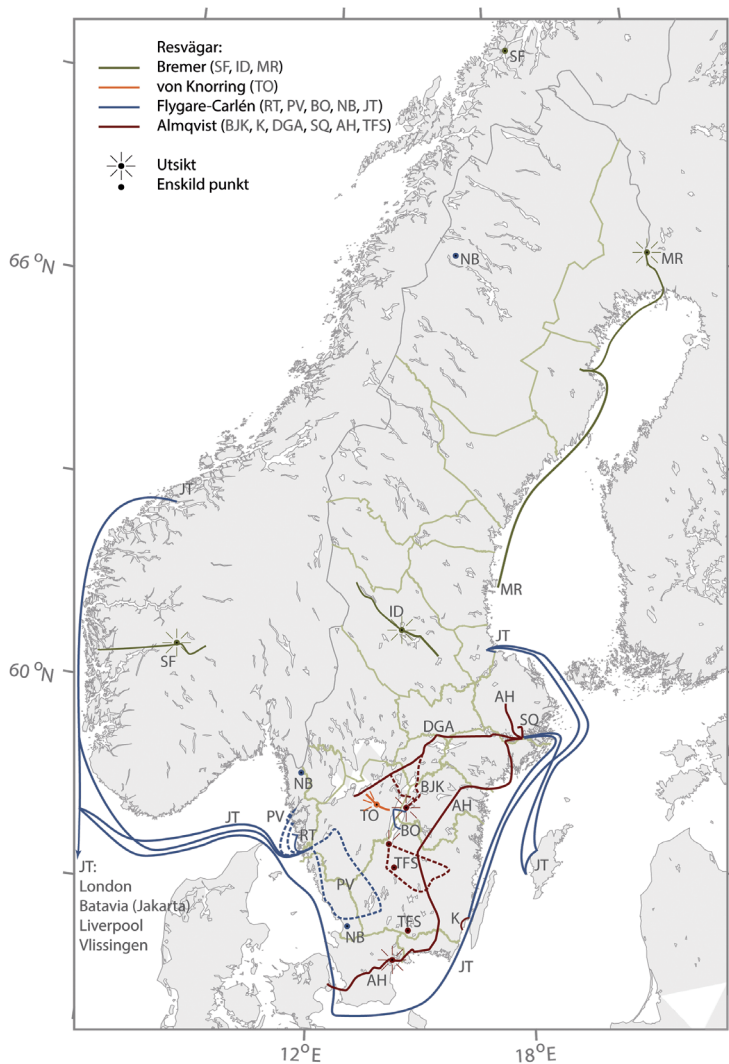 Resvägar:
Bremer (SF, ID, MR)
von Knorring (TO)
Flygare-Carlén (RT, PV, BO, NB, JT)
Almqvist (BJK, K, DGA, SQ, AH, TFS)
Utsikt
Enskild punkt
SF
66 °N
NB
MR
JT
MR
ID
JT
SF
60 °N
AH
SQ
DGA
NB
BJK
AH
TO
PV
JT
RT
BO
TFS
JT
JT:
London
Batavia (Jakarta)
Liverpool
Vlissingen
PV
TFS
K
NB
JT
AH
12°E
18°E